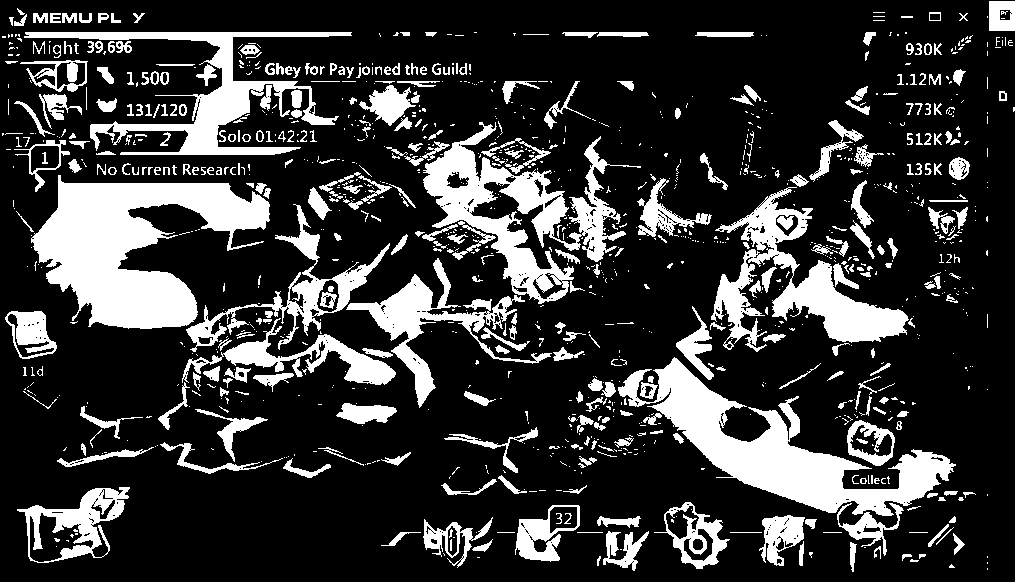 MEMU PL Y
File
Might 39,696
Ghey for Pay joined the Guild!
930K
1,500
1.12M
131/120
773K
2
Solo 01:42:21
512K
17
1
No Current Research!
135K
Z
12h
11d
8
Collect
Z
32